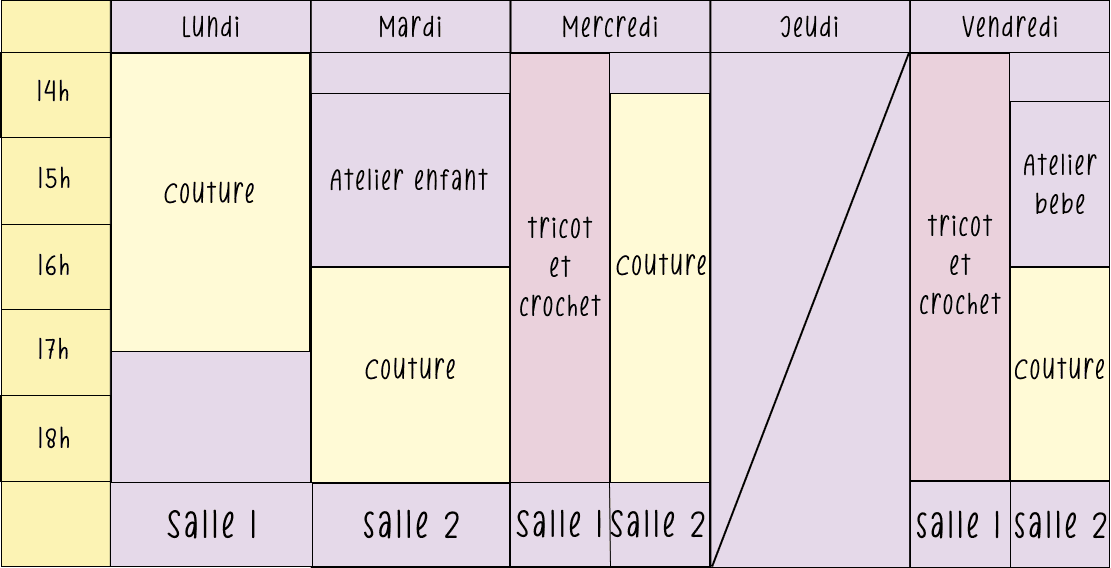 Lundi
Mardi
Mercredi
Jeudi
Vendredi
14h
15h
16h
17h
18h
couture
Atelier enfant
couture
tricot
et
crochet
couture
tricot
et
crochet
Atelier
bebe
couture
Salle 1
Salle 2
Salle 1
Salle 2
Salle 1
Salle 2